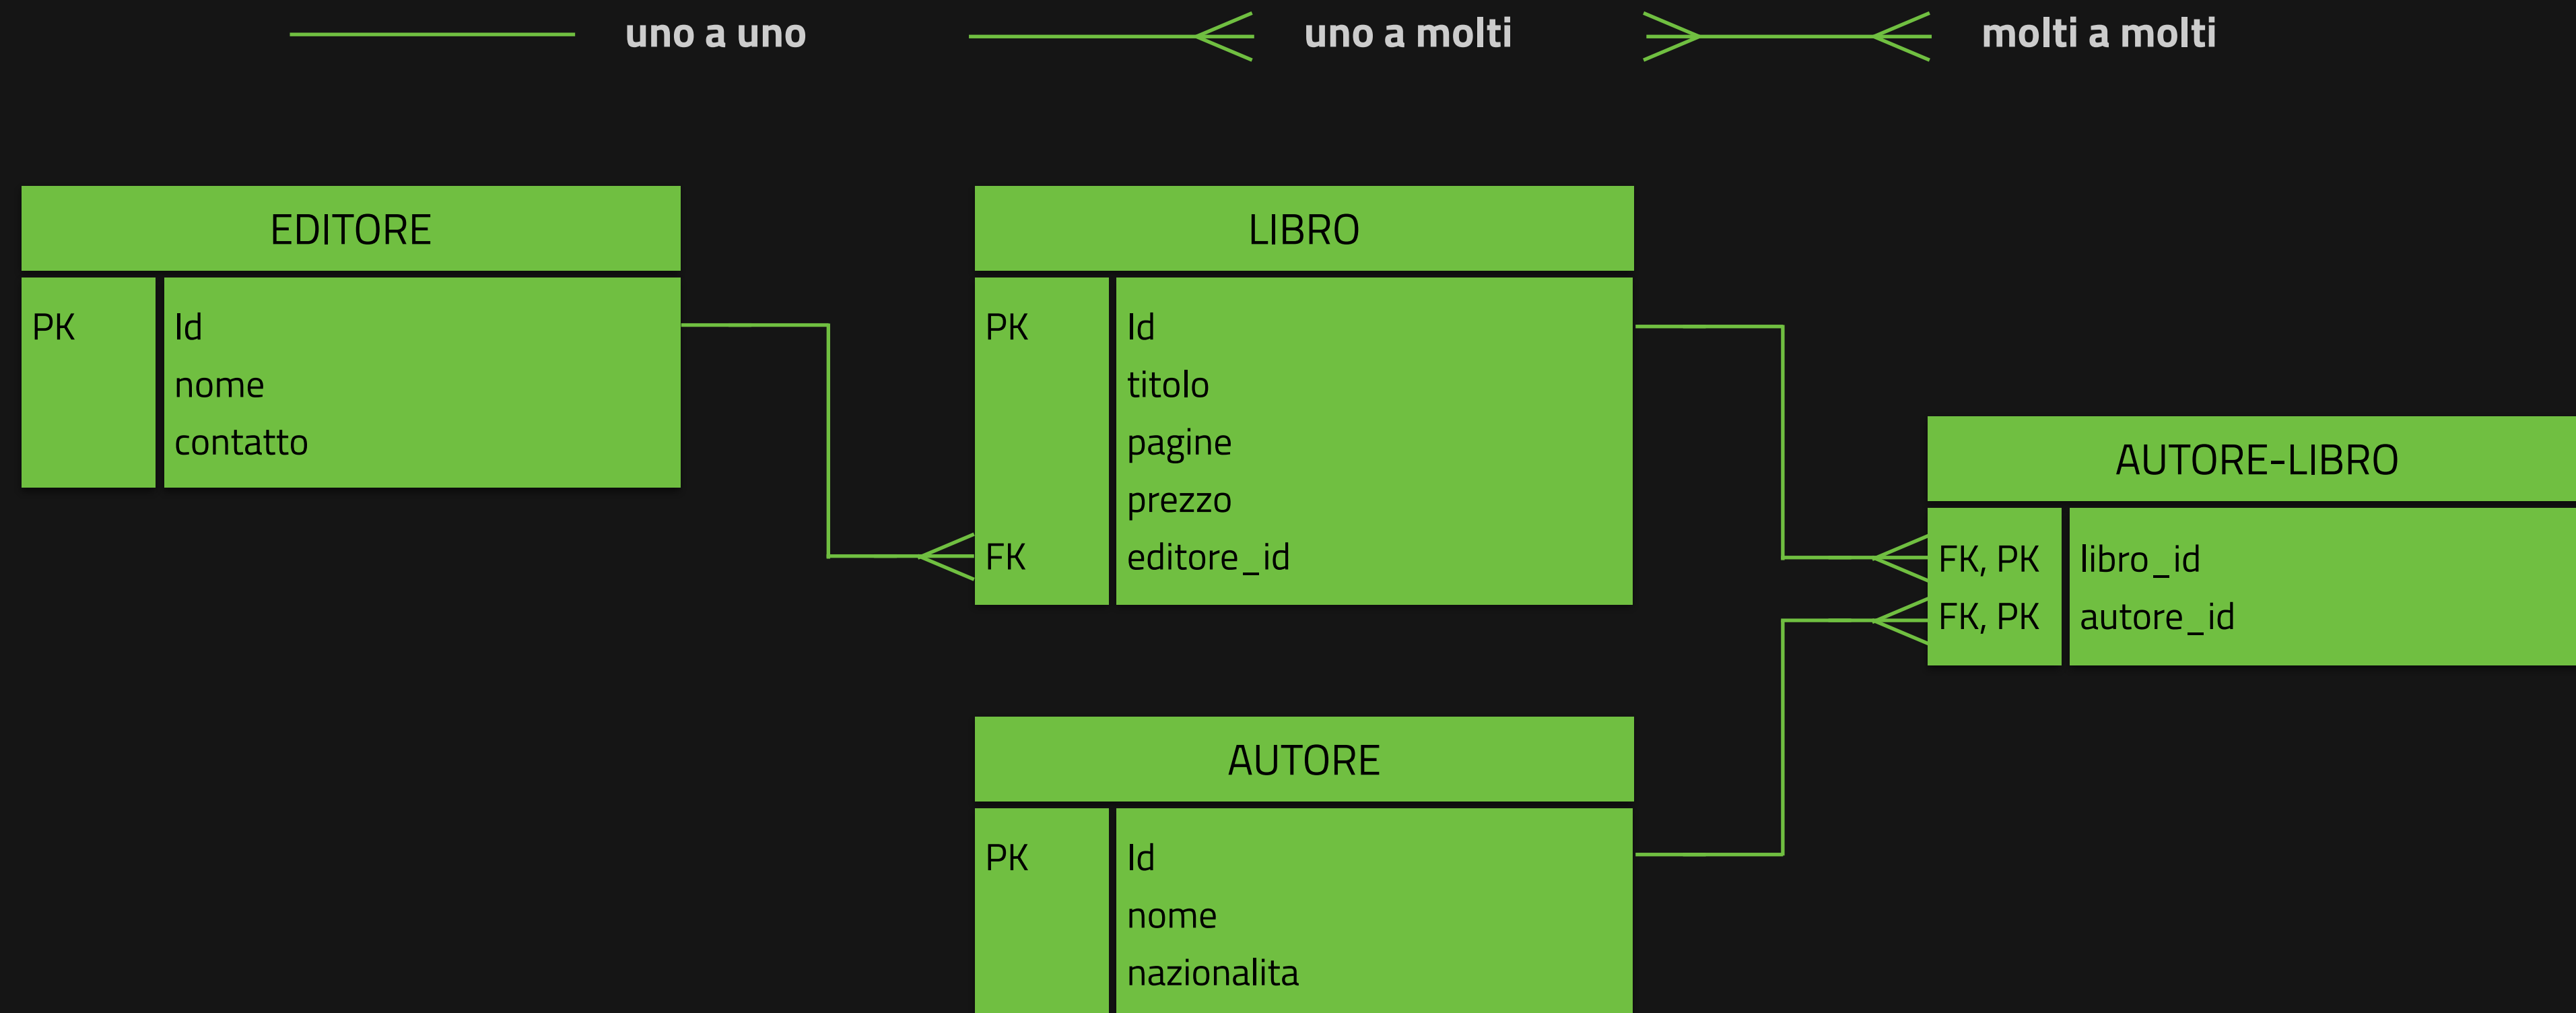 uno a uno
uno a molti
molti a molti
EDITORE
PK Id
nome
contatto
LIBRO
PK Id
titolo
pagine
prezzo
FK editore_id
AUTORE-LIBRO
FK, PK libro_id
FK, PK autore_id
AUTORE
PK Id
nome
nazionalita